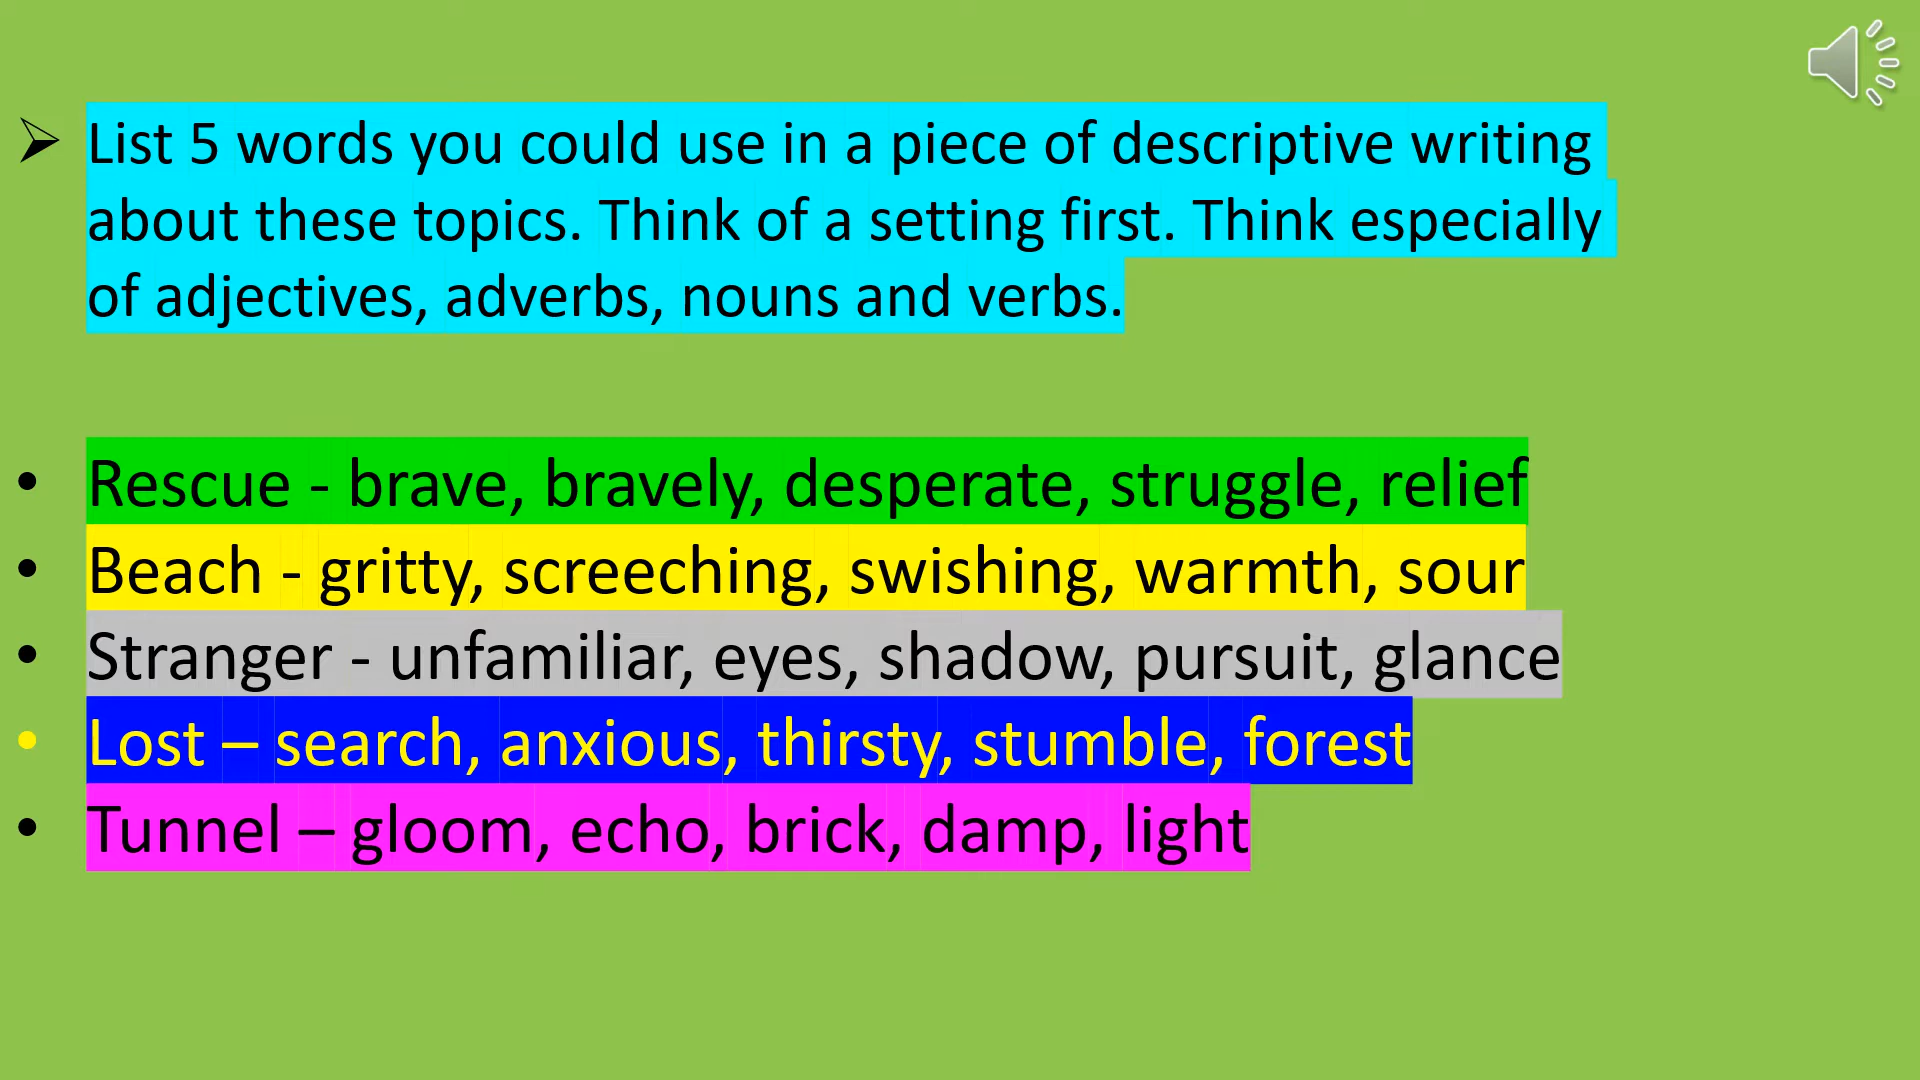 ➢ List 5 words you could use in a piece of descriptive writing
about these topics. Think of a setting first. Think especially
of adjectives, adverbs, nouns and verbs.
• Rescue - brave, bravely, desperate, struggle, relief
• Beach - gritty, screeching, swishing, warmth, sour
• Stranger - unfamiliar, eyes, shadow, pursuit, glance
• Lost – search, anxious, thirsty, stumble, forest
• Tunnel – gloom, echo, brick, damp, light